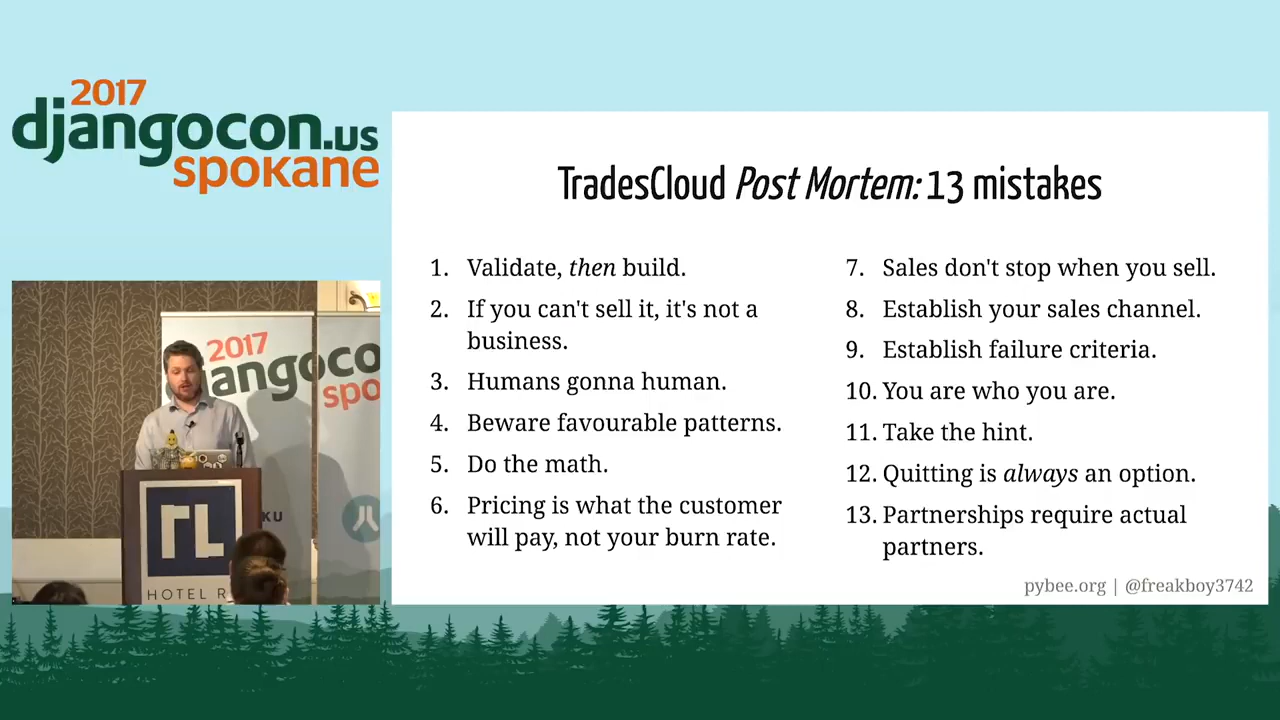 2017
djangocon.us
spokane
TradesCloud Post Mortem: 13 mistakes
1. Validate, then build.
2. If you can't sell it, it's not a
business.
3. Humans gonna human.
4. Beware favourable patterns.
5. Do the math.
6. Pricing is what the customer
will pay, not your burn rate.
7. Sales don't stop when you sell.
8. Establish your sales channel.
9. Establish failure criteria.
10. You are who you are.
11. Take the hint.
12. Quitting is always an option.
13. Partnerships require actual
partners.
pybee.org | @freakboy3742
2017
angoco
spo
KU
HOTEL R